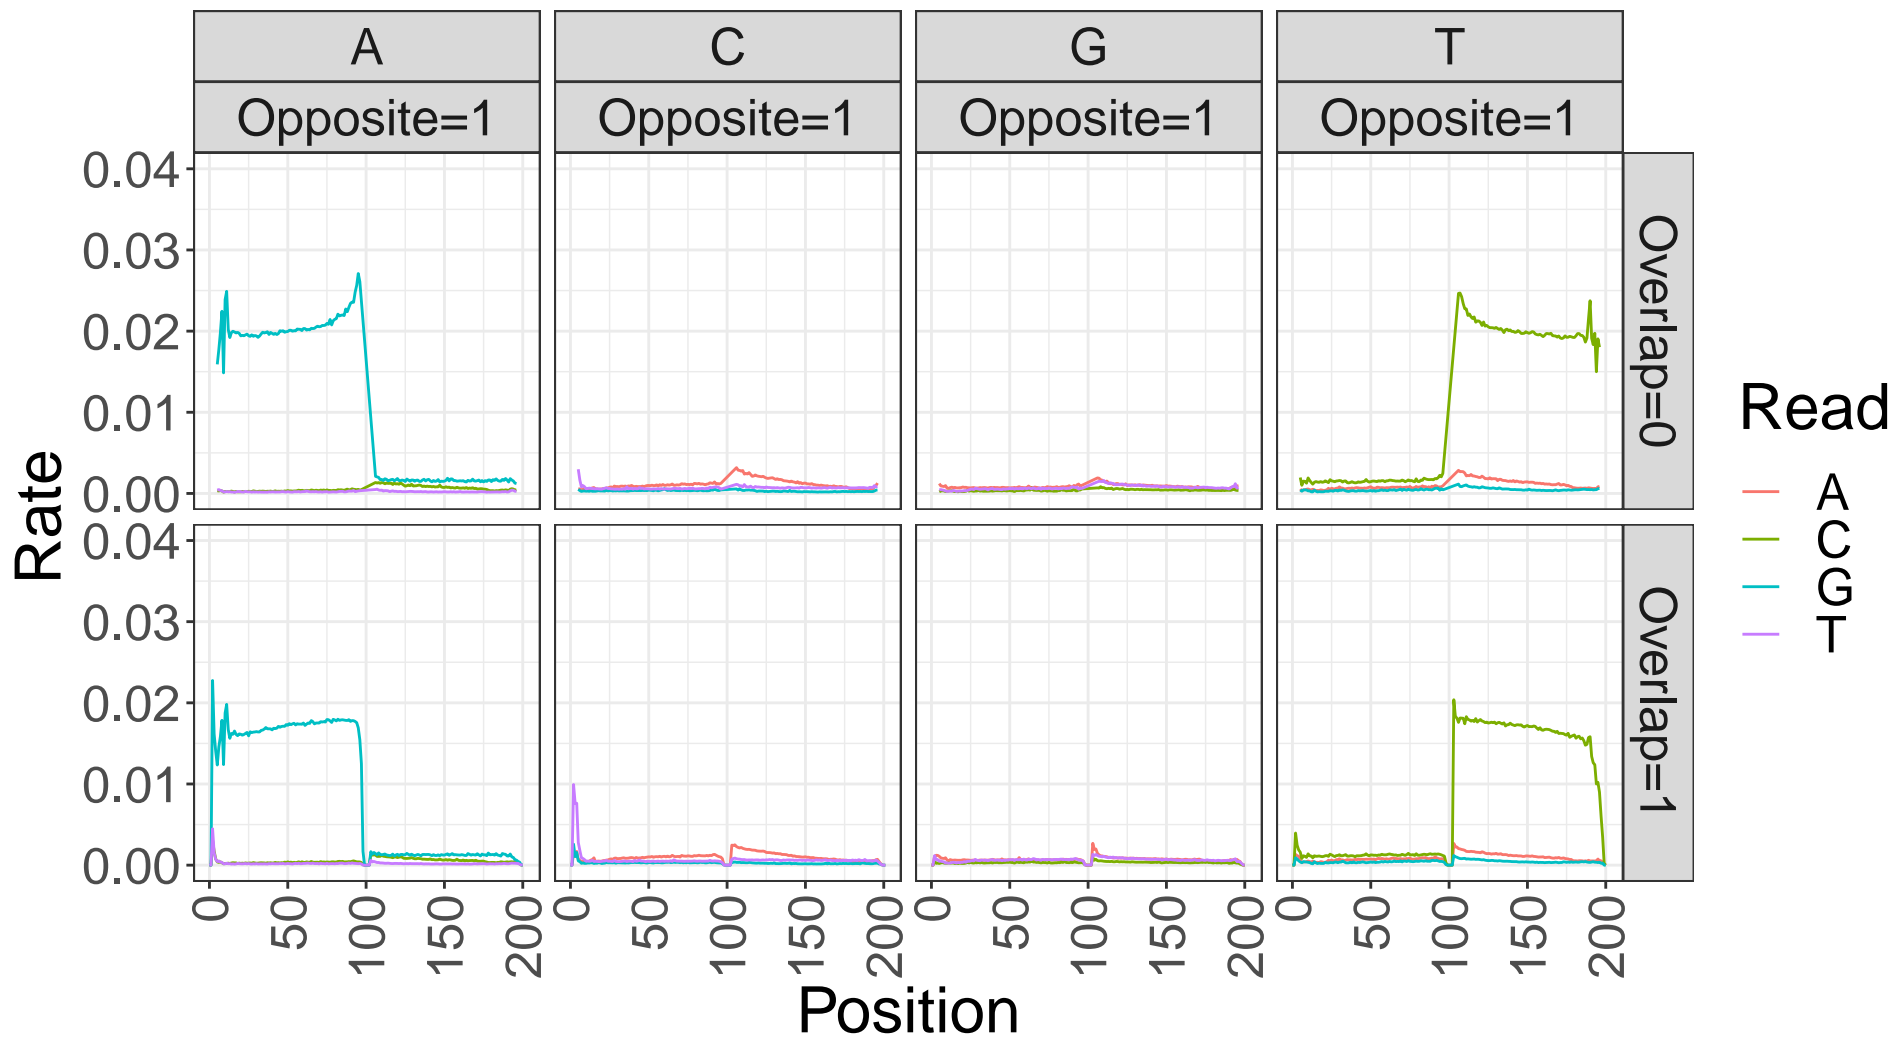 A C G T
Opposite=1 Opposite=1 Opposite=1 Opposite=1
0.04
0.03
0.02
0.01
0.00
Overlap=0
0.04
0.03
0.02
0.01
0.00
Overlap=1
Rate
0 50 100 150 200 0 50 100 150 200 0 50 100 150 200 0 50 100 150 200
Position
Read
A
C
G
T